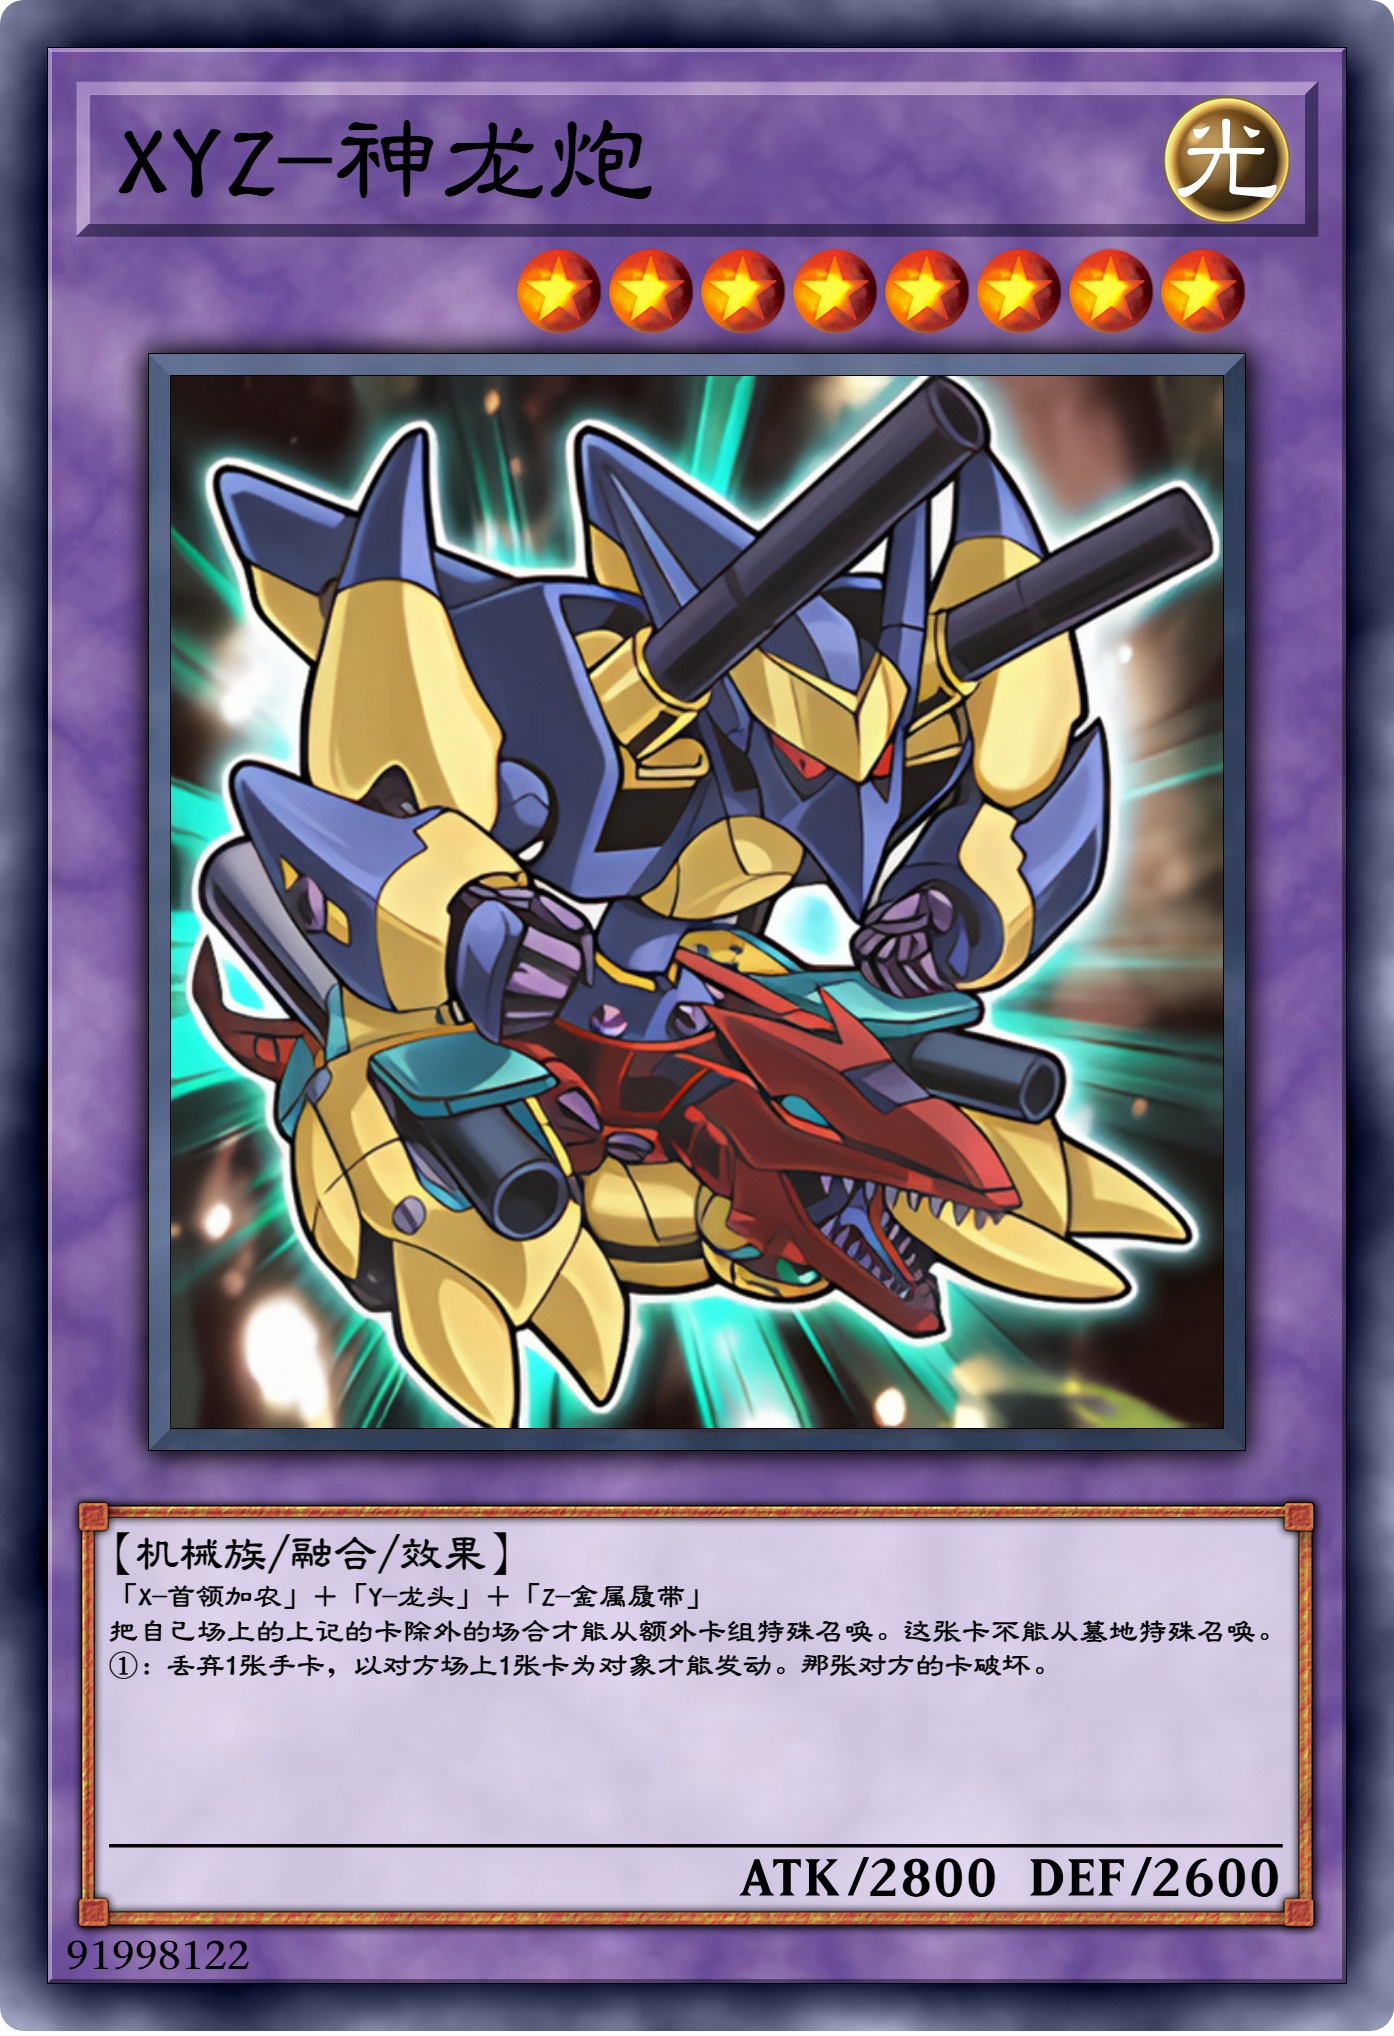 XYZ-神龙炮
光
【机械族/融合/效果】
「X-首领加农」＋「Y-龙头」＋「Z-金属履带」
把自己场上的上记的卡除外的场合才能从额外卡组特殊召唤。这张卡不能从墓地特殊召唤。
①：丢弃1张手卡，以对方场上1张卡为对象才能发动。那张对方的卡破坏。
ATK/2800 DEF/2600
91998122